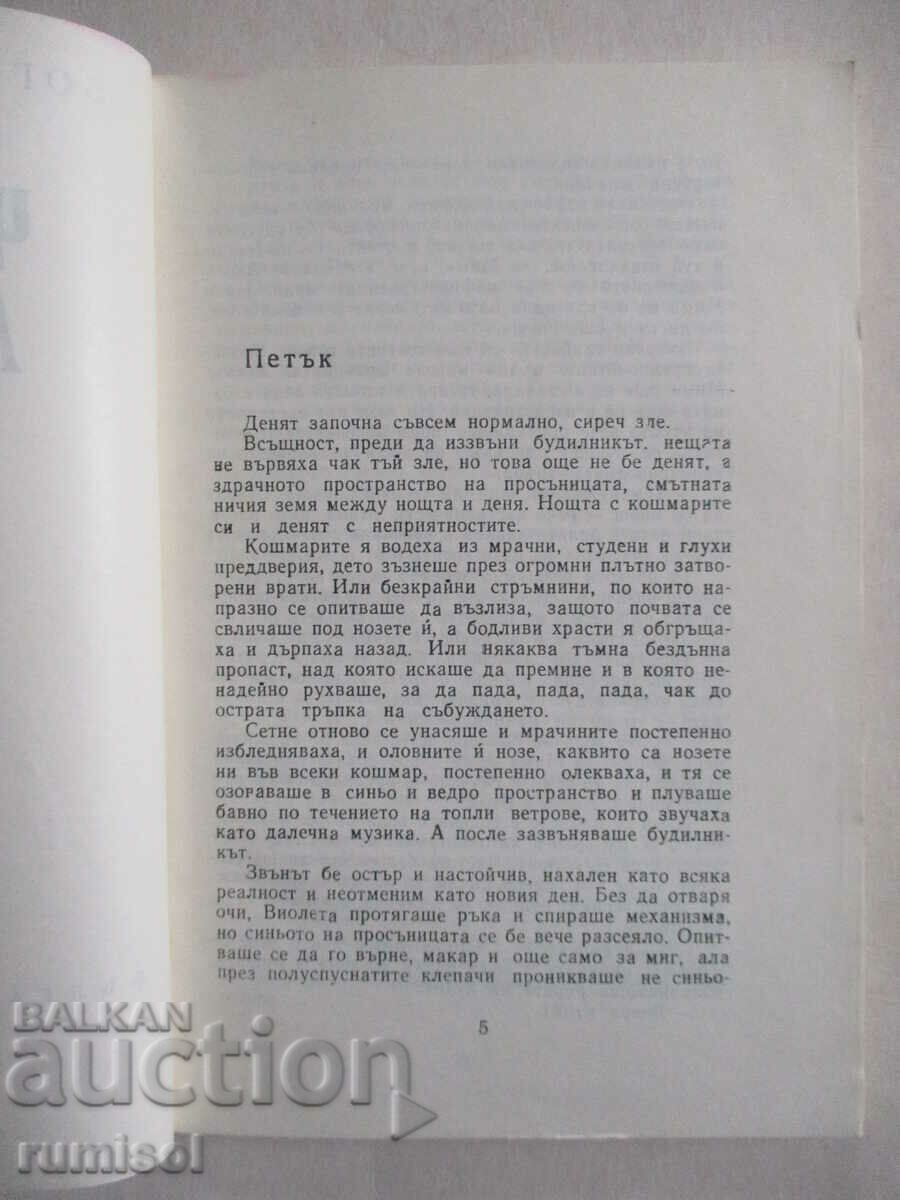 Петък
Денят започна съвсем нормално, сиреч зле.
Всъщност, преди да иззвъни будилникът. нещата
не вървяха чак тъй зле, но това още не бе денят, а
здрачното пространство на просъницата, смътната
ничия земя между нощта и деня. Нощта с кошмарите
си и денят с неприятностите.
Кошмарите я водеха из мрачни, студени и глухи
преддверия, дето зъзнеше през огромни плътно затво-
рени врати. Или безкрайни стръмнини, по които на-
празно се опитваше да възлиза, защото почвата се
свличаше под нозете ѝ, а бодливи храсти я обгръща-
ха и дърпаха назад. Или някаква тъмна бездънна
пропаст, над която искаше да премине и в която не-
надейно рухваше, за да пада, пада, пада, чак до
острата тръпка на събуждането.
Сетне отново се унасяше и мрачините постепенно
избледняваха, и оловните ѝ нозе, каквито са нозете
ни във всеки кошмар, постепенно олекваха, и тя се
озораваше в синьо и ведро пространство и плуваше
бавно по течението на топли ветрове, които звучаха
като далечна музика. А после зазвъняваше будилни-
кът.
Звънът бе остър и настойчив, нахален като всяка
реалност и неотменим като новия ден. Без да отваря
очи, Виолета протягаше ръка и спираше механизма,
но синьото на просъницата се бе вече разсеяло. Опит-
ваше се да го върне, макар и още само за миг, ала
през полуспуснатите клепачи проникваше не синьо-
5
BALKAN
auction
rumisol